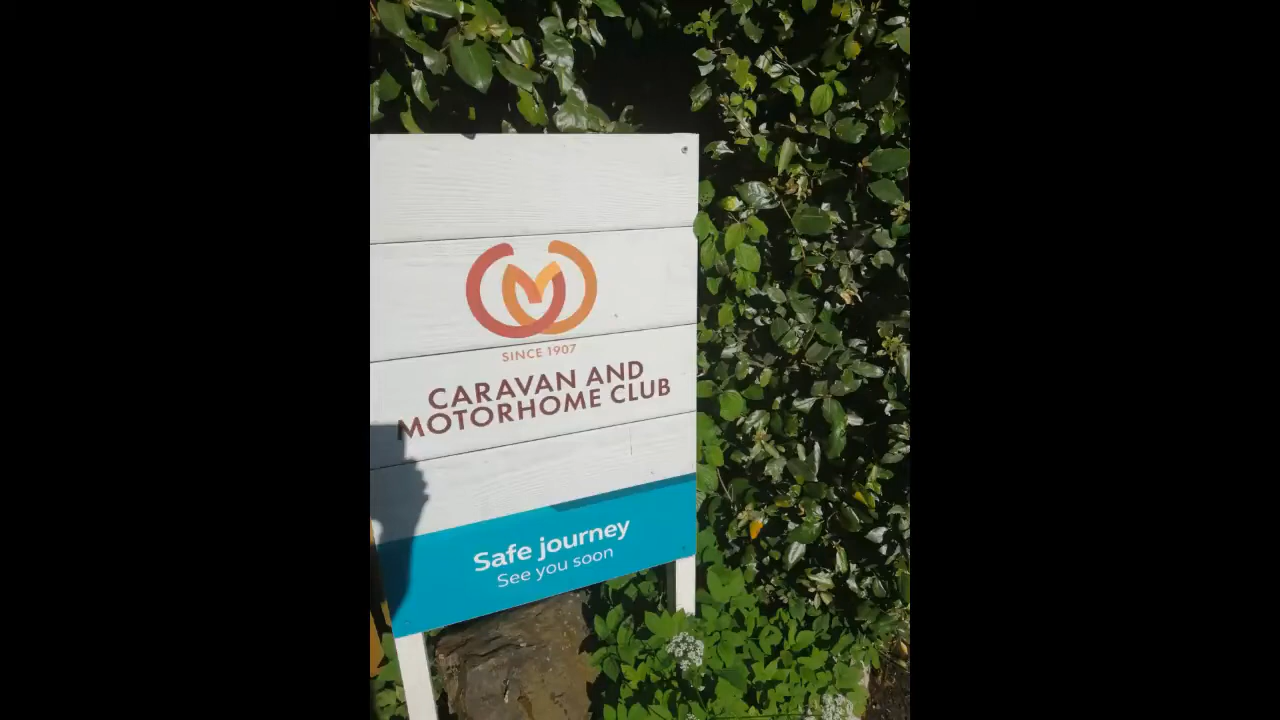 SINCE 1907
CARAVAN AND
MOTORHOME CLUB
Safe journey
See you soon